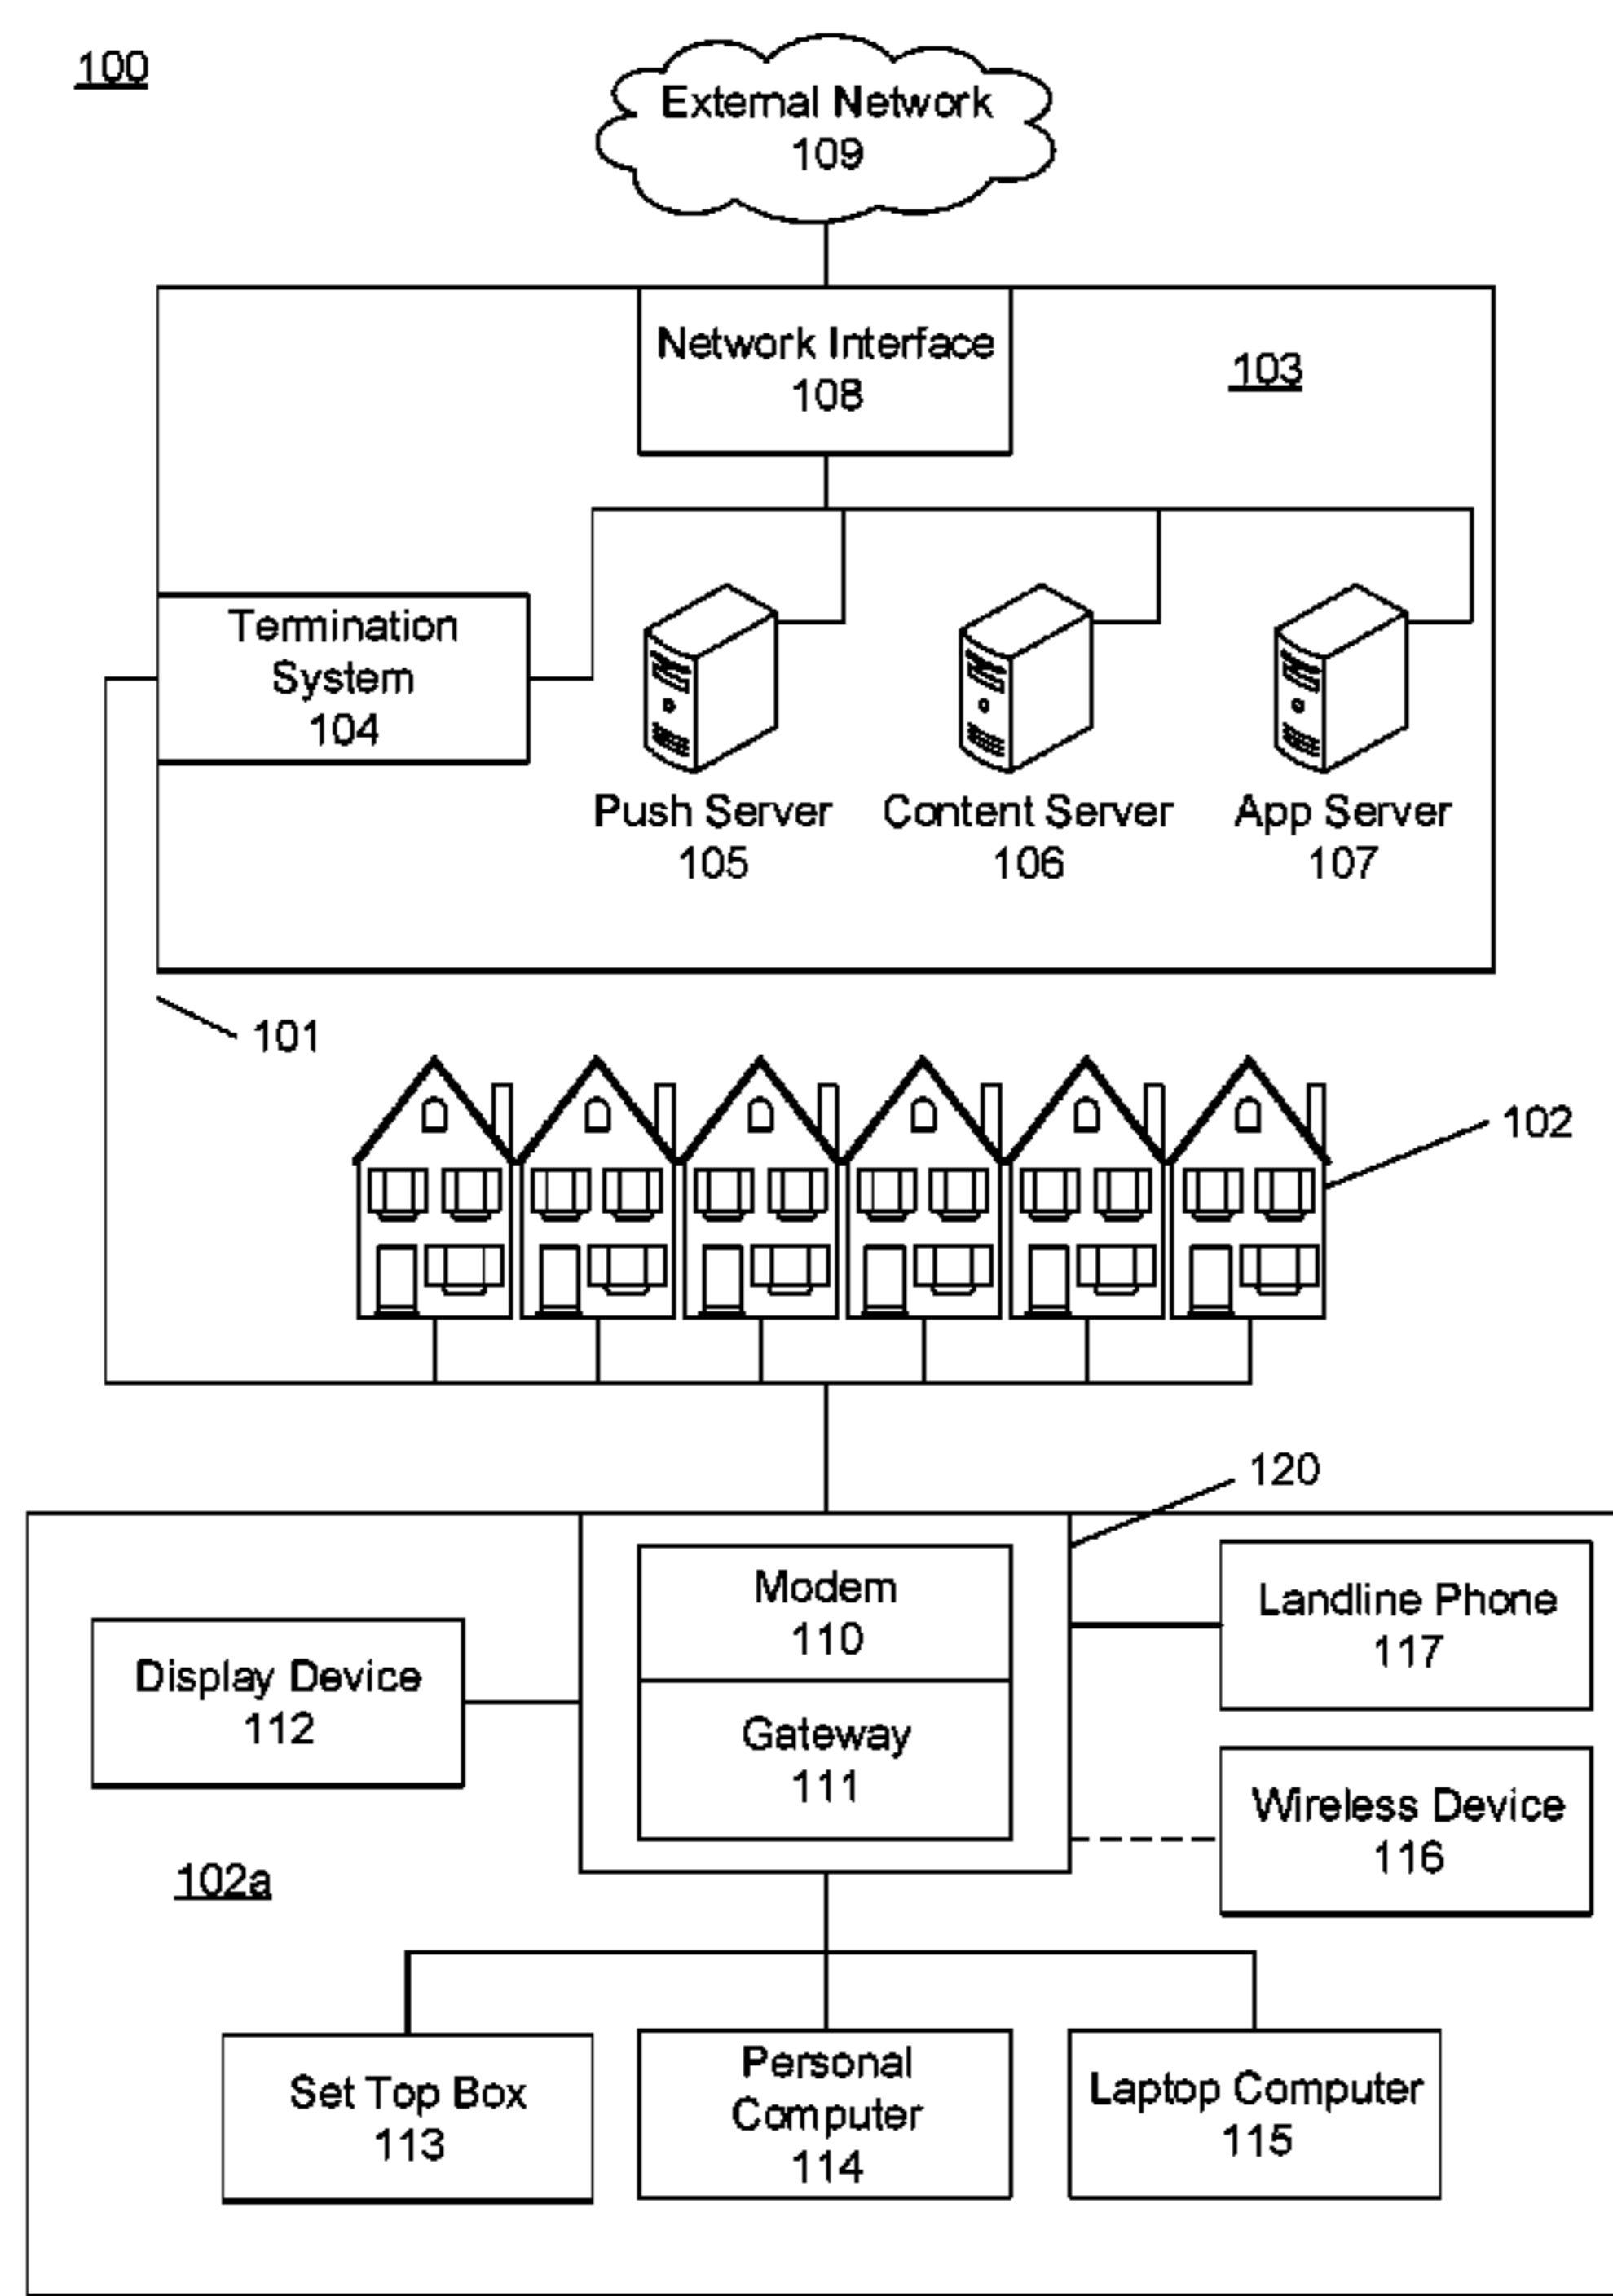 100
External Network
109
Network Interface
108
103
Termination
System
104
Push Server
105
Content Server
106
App Server
107
101
102
120
Modem
110
Landline Phone
117
Display Device
112
Gateway
111
Wireless Device
116
102a
Set Top Box
113
Personal
Computer
114
Laptop Computer
115